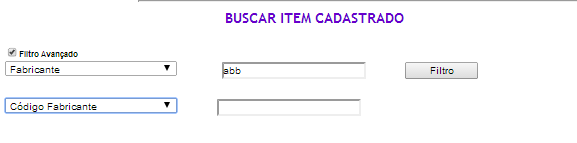 BUSCAR ITEM CADASTRADO
Filtro Avançado
Fabricante abb Filtro
Código Fabricante